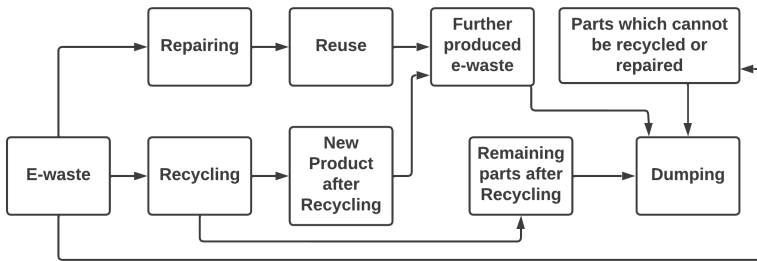 Repairing
Reuse
Further
produced
e-waste
Parts which cannot
be recycled or
repaired
E-waste
Recycling
New
Product
after
Recycling
Remaining
parts after
Recycling
Dumping